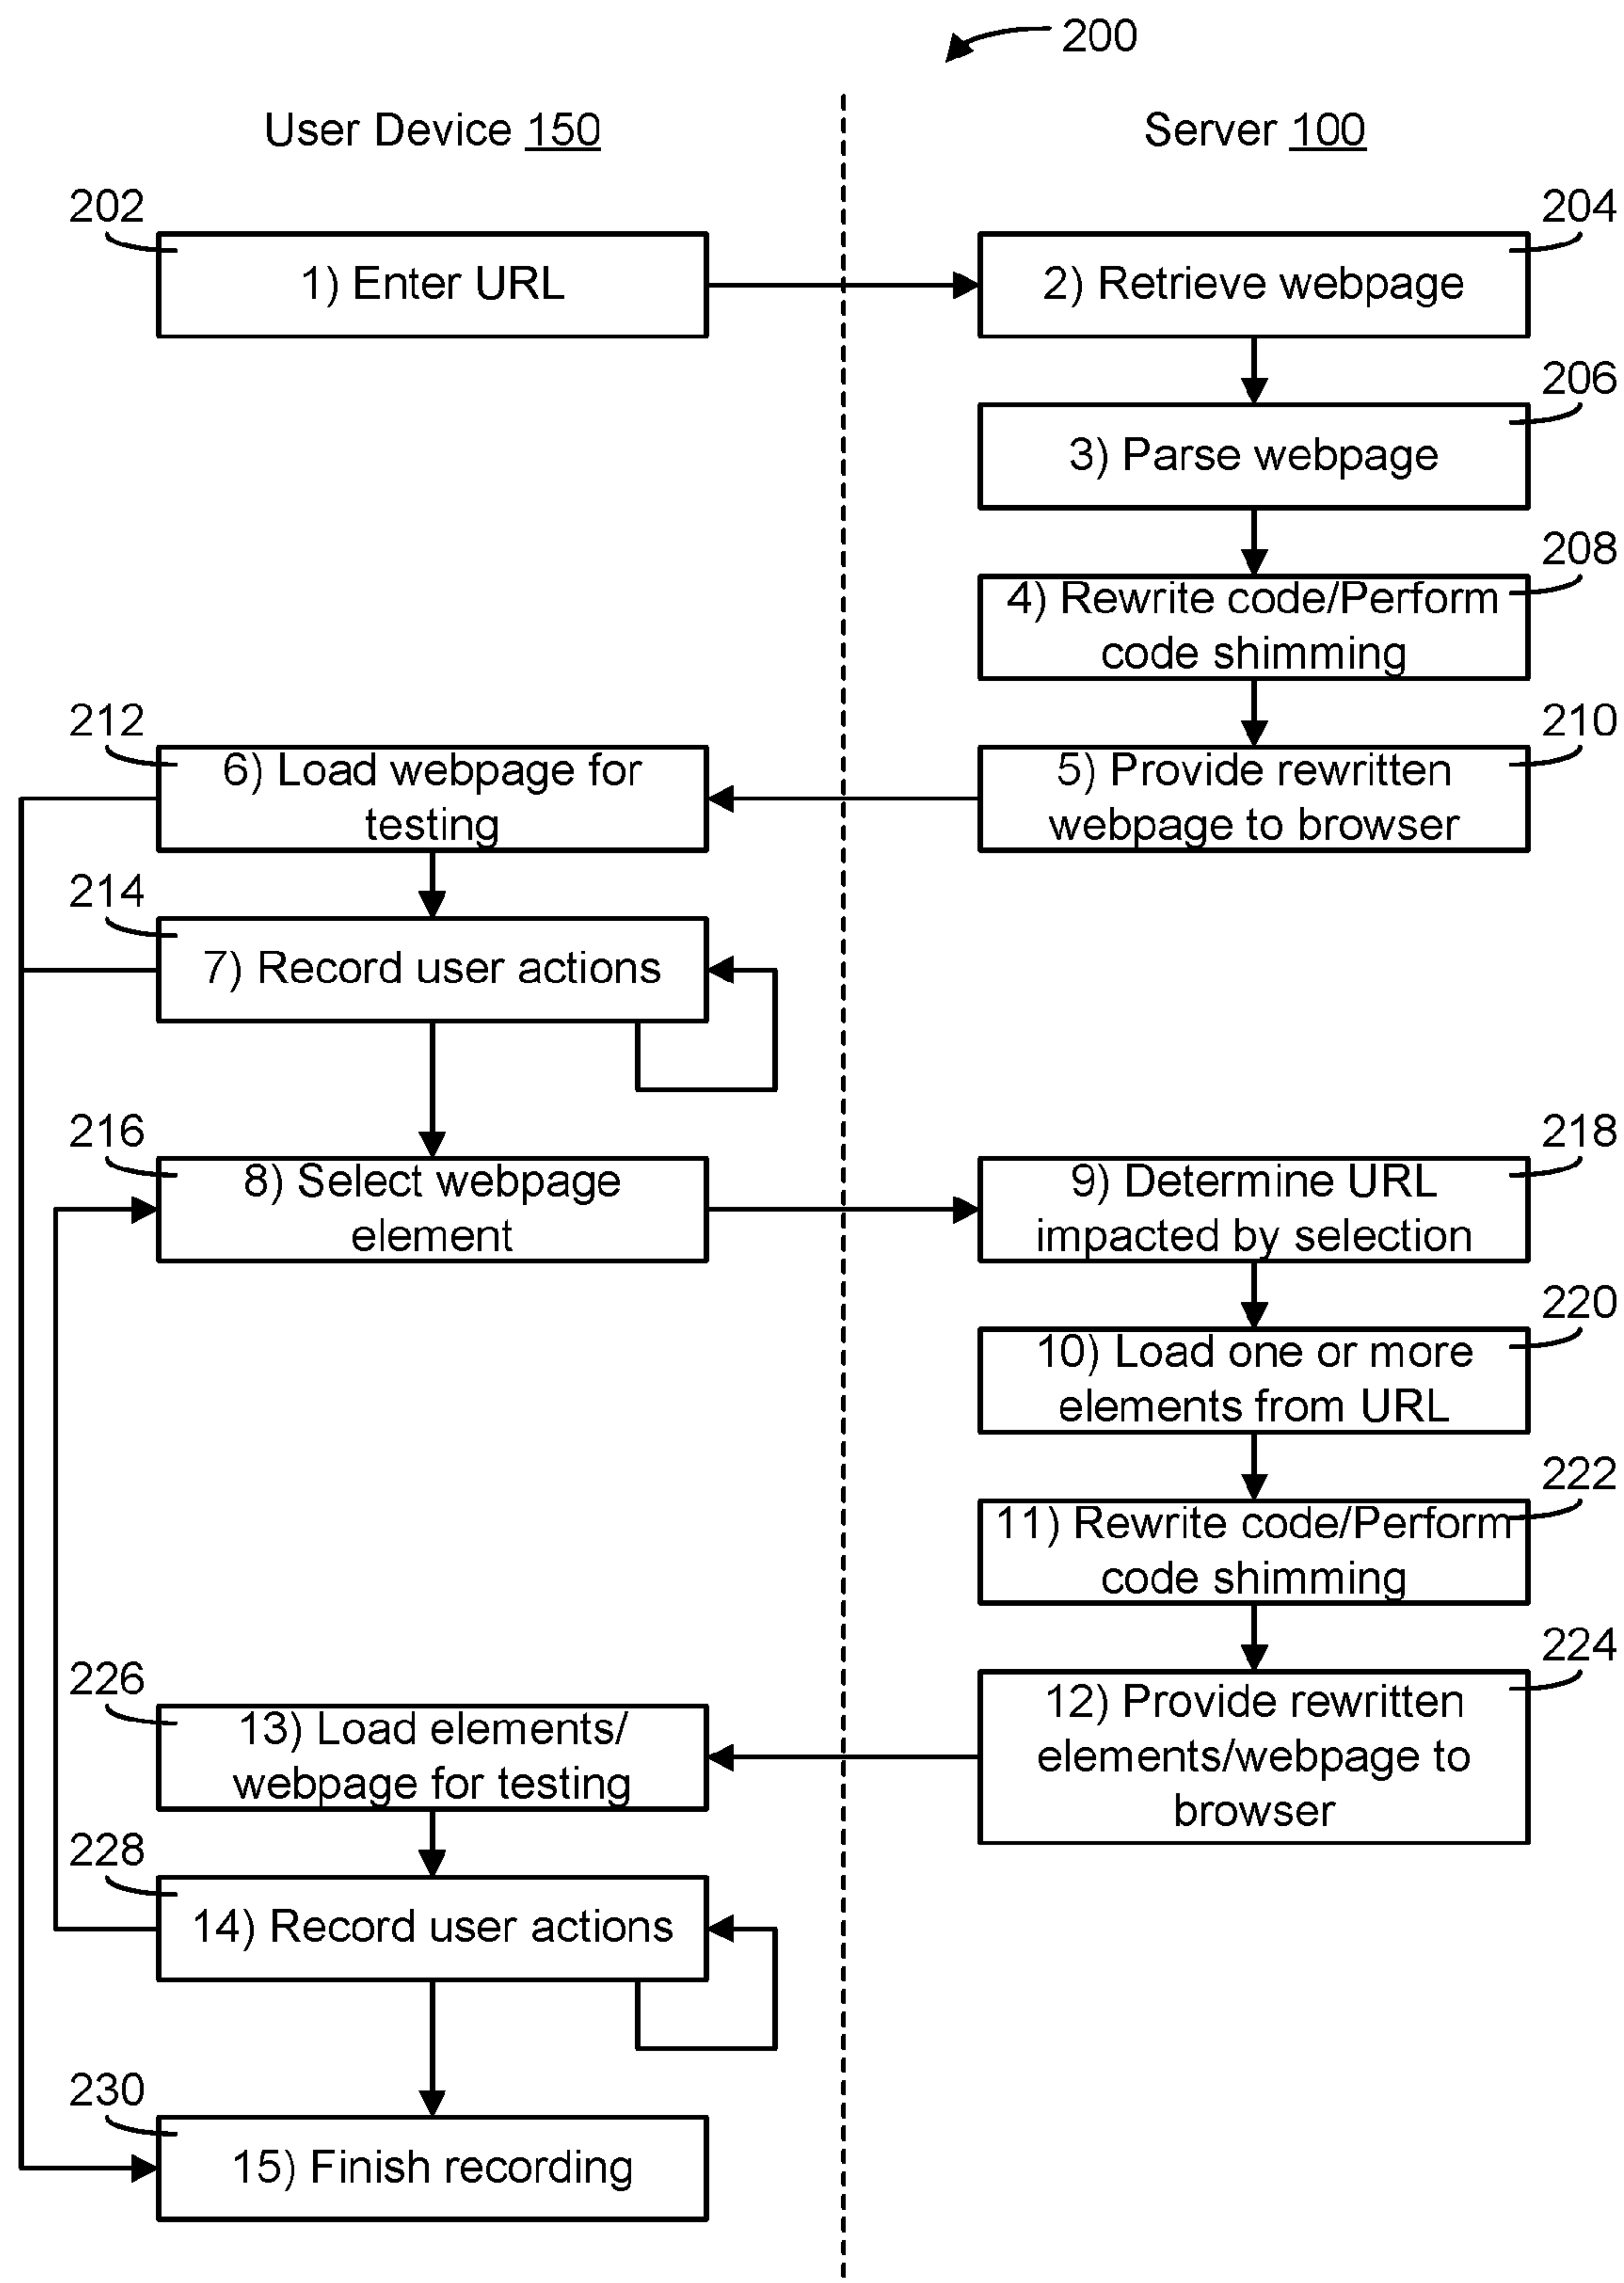 200
User Device 150
Server 100
202
1) Enter URL
204
2) Retrieve webpage
206
3) Parse webpage
208
4) Rewrite code/Perform
code shimming
210
5) Provide rewritten
webpage to browser
212
6) Load webpage for
testing
214
7) Record user actions
216
8) Select webpage
element
218
9) Determine URL
impacted by selection
220
10) Load one or more
elements from URL
222
11) Rewrite code/Perform
code shimming
224
12) Provide rewritten
elements/webpage to
browser
226
13) Load elements/
webpage for testing
228
14) Record user actions
230
15) Finish recording